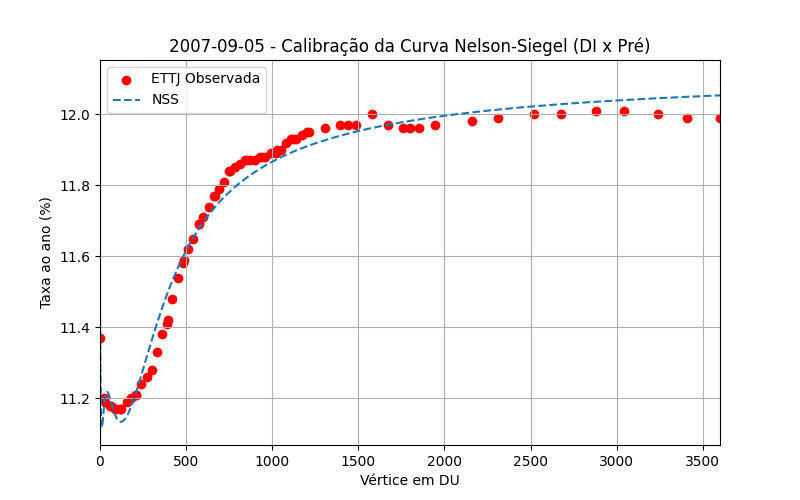 2007-09-05 - Calibração da Curva Nelson-Siegel (DI x Pré)
ETTJ Observada
NSS
Taxa ao ano (%)
12.0
11.8
11.6
11.4
11.2
0 500 1000 1500 2000 2500 3000 3500
Vértice em DU